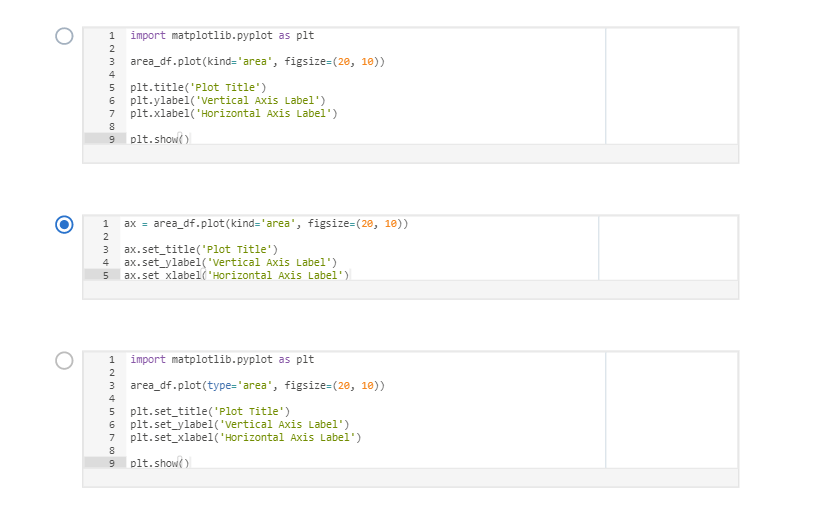 1 import matplotlib.pyplot as plt
2
3 area_df.plot(kind='area', figsize=(20, 10))
4
5 plt.title('Plot Title')
6 plt.ylabel('Vertical Axis Label')
7 plt.xlabel('Horizontal Axis Label')
8
9 plt.show()
1 ax = area_df.plot(kind='area', figsize=(20, 10))
2
3 ax.set_title('Plot Title')
4 ax.set_ylabel('Vertical Axis Label')
5 ax.set_xlabel('Horizontal Axis Label')
1 import matplotlib.pyplot as plt
2
3 area_df.plot(type='area', figsize=(20, 10))
4
5 plt.set_title('Plot Title')
6 plt.set_ylabel('Vertical Axis Label')
7 plt.set_xlabel('Horizontal Axis Label')
8
9 plt.show()